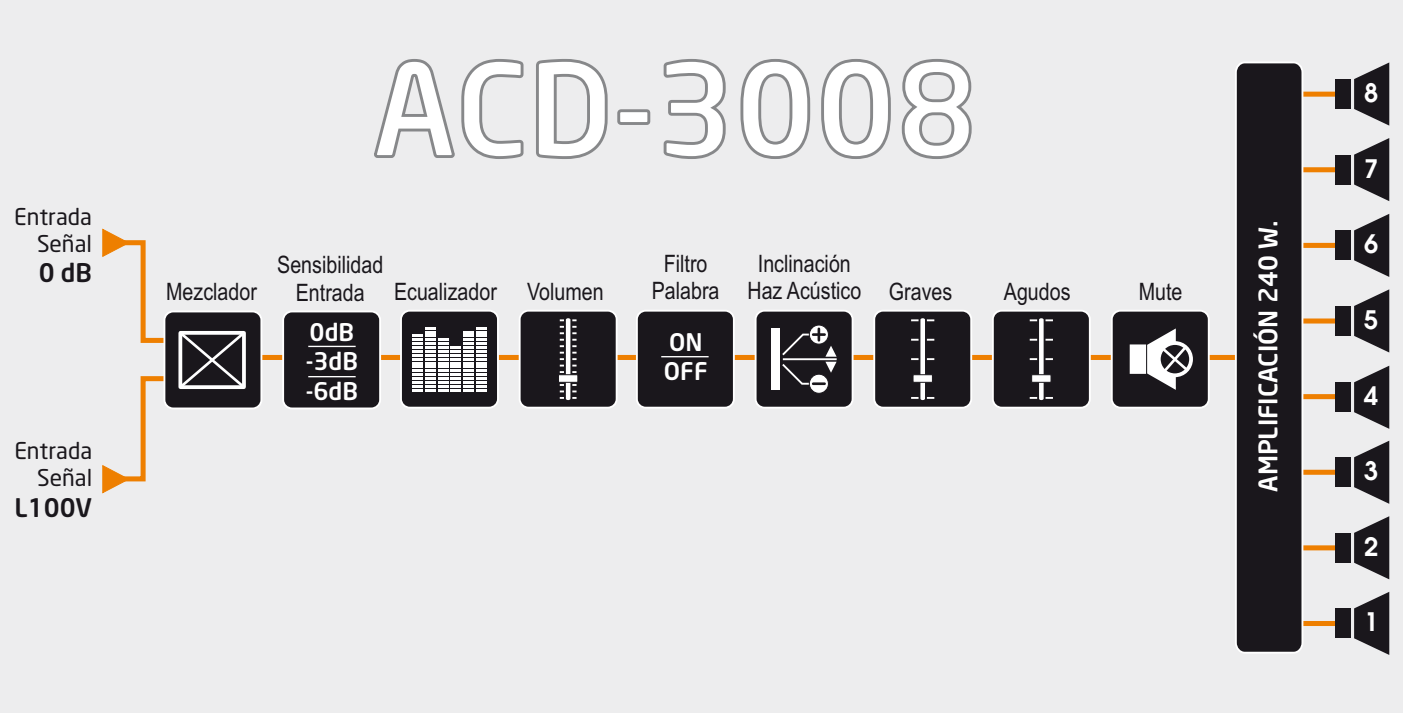 ACD-3008
Entrada
Señal
0 dB
Entrada
Señal
L100V
Mezclador
Sensibilidad
Entrada
0dB
-3dB
-6dB
Ecualizador
Volumen
Filtro
Palabra
ON
OFF
Inclinación
Haz Acústico
Graves
Agudos
Mute
AMPLIFICACIÓN 240 W.
8
7
6
5
4
3
2
1